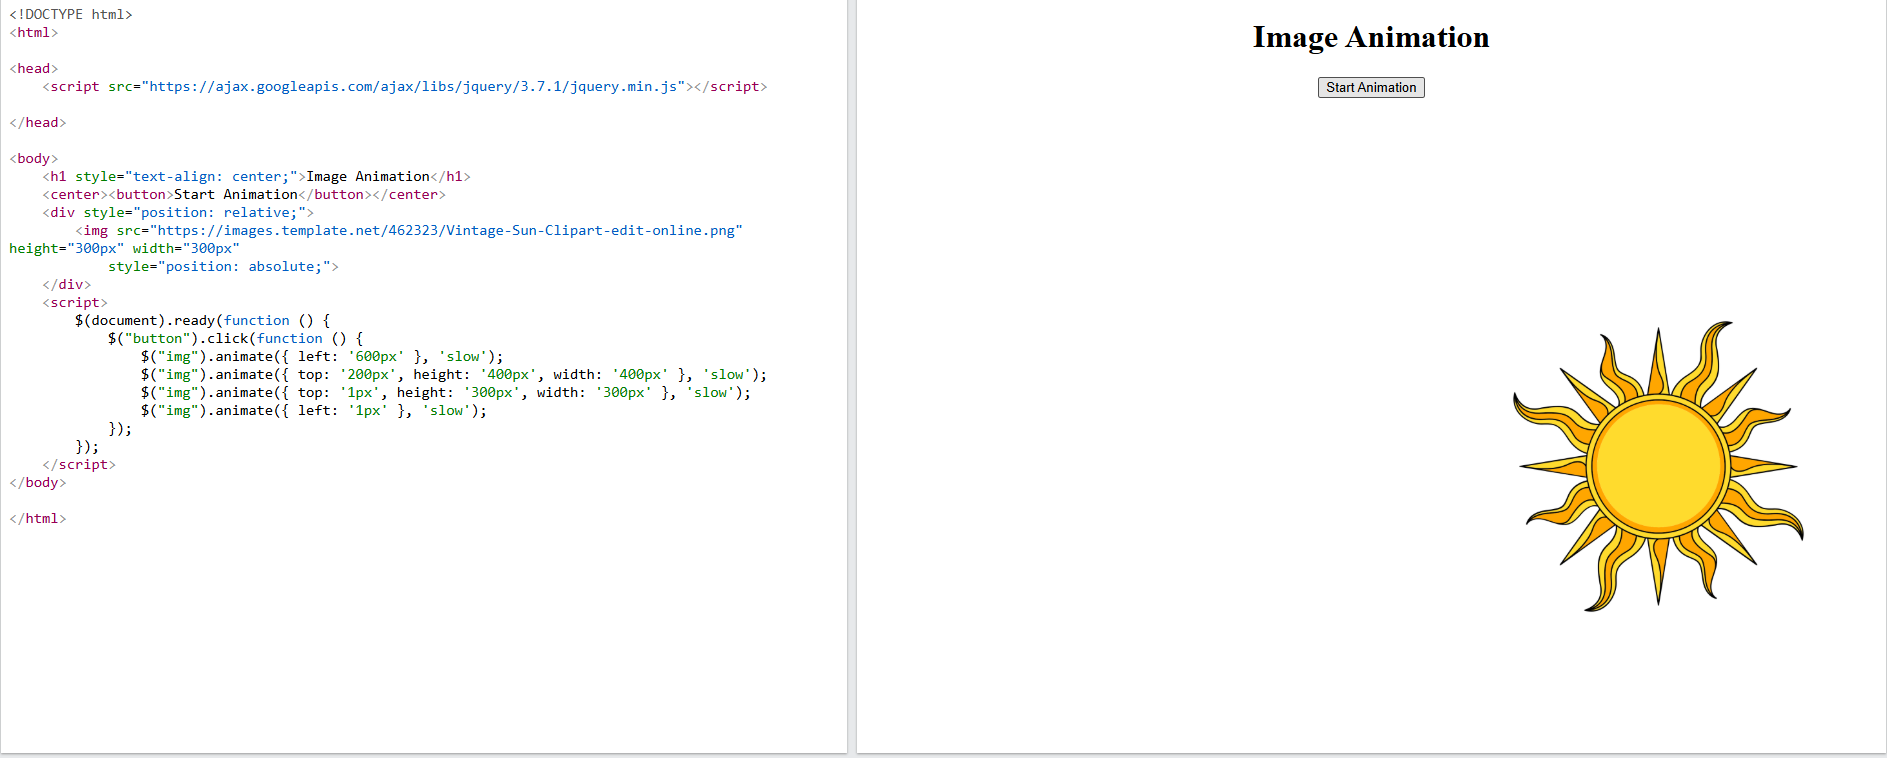 <!DOCTYPE html>
<html>
<head>
    <script src="https://ajax.googleapis.com/ajax/libs/jquery/3.7.1/jquery.min.js"></script>
</head>
<body>
    <h1 style="text-align: center;">Image Animation</h1>
    <center><button>Start Animation</button></center>
    <div style="position: relative;">
        <img src="https://images.template.net/462323/Vintage-Sun-Clipart-edit-online.png"
height="300px" width="300px"
            style="position: absolute;">
    </div>
    <script>
        $(document).ready(function () {
            $("button").click(function () {
                $("img").animate({ left: '600px' }, 'slow');
                $("img").animate({ top: '200px', height: '400px', width: '400px' }, 'slow');
                $("img").animate({ top: '1px', height: '300px', width: '300px' }, 'slow');
                $("img").animate({ left: '1px' }, 'slow');
            });
        });
    </script>
</body>
</html>
Image Animation
Start Animation